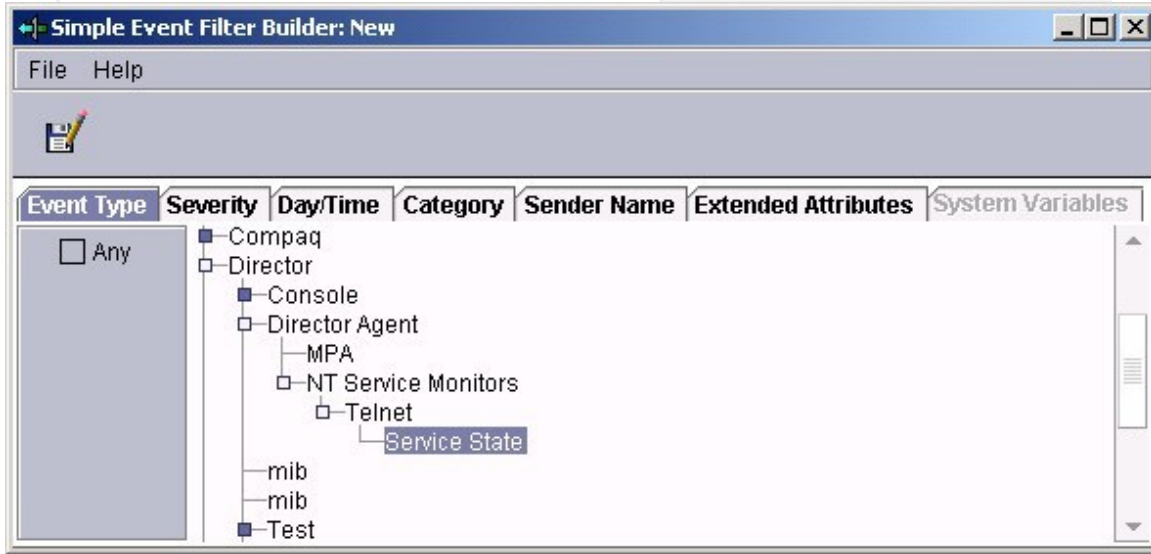 Simple Event Filter Builder: New
File Help
Event Type Severity Day/Time Category Sender Name Extended Attributes System Variables
Any
Compaq
Director
Console
Director Agent
MPA
NT Service Monitors
Telnet
Service State
mib
mib
Test